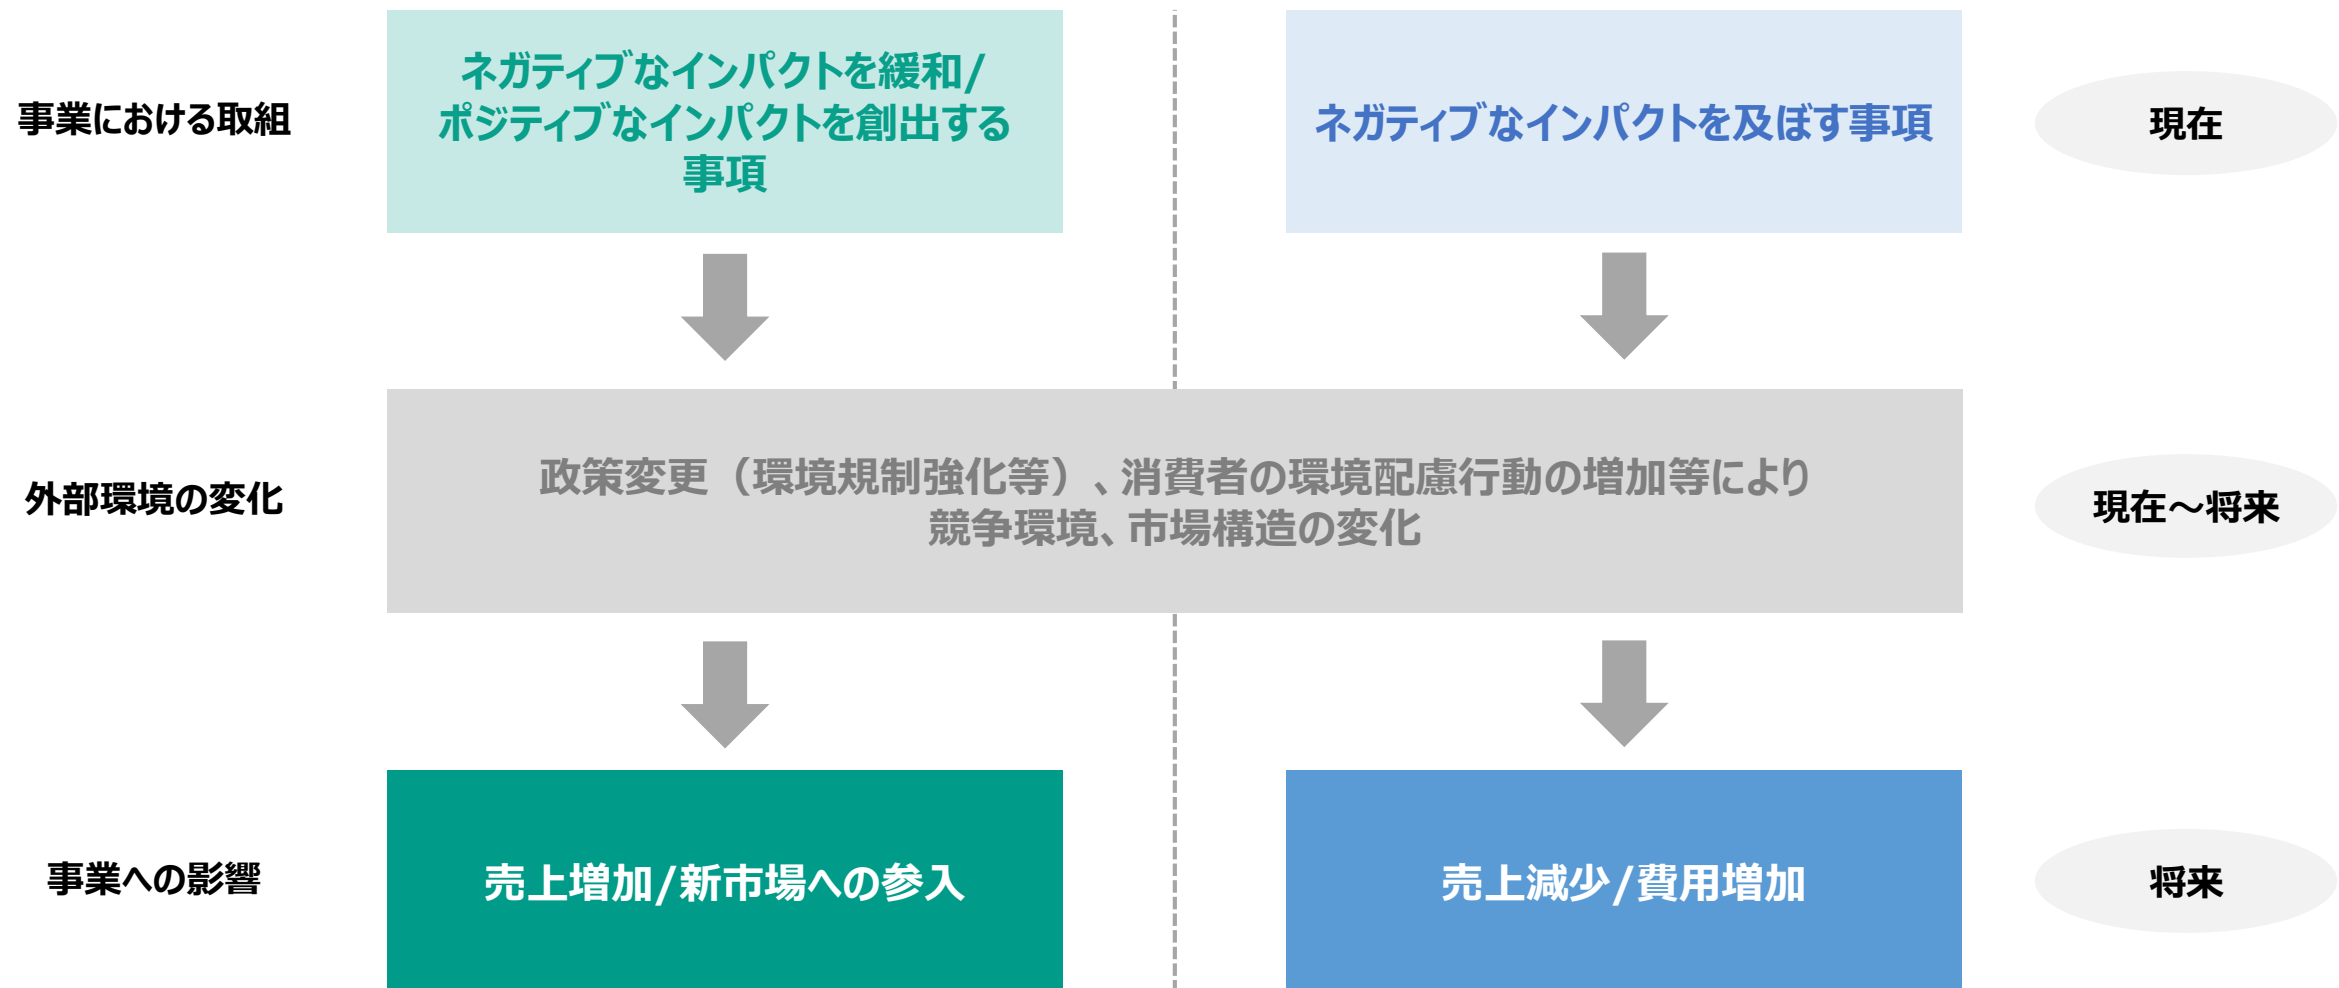 事業における取組
ネガティブなインパクトを緩和/
ポジティブなインパクトを創出する
事項
ネガティブなインパクトを及ぼす事項
現在
外部環境の変化
政策変更（環境規制強化等）、消費者の環境配慮行動の増加等により
競争環境、市場構造の変化
現在～将来
事業への影響
売上増加/新市場への参入
売上減少/費用増加
将来